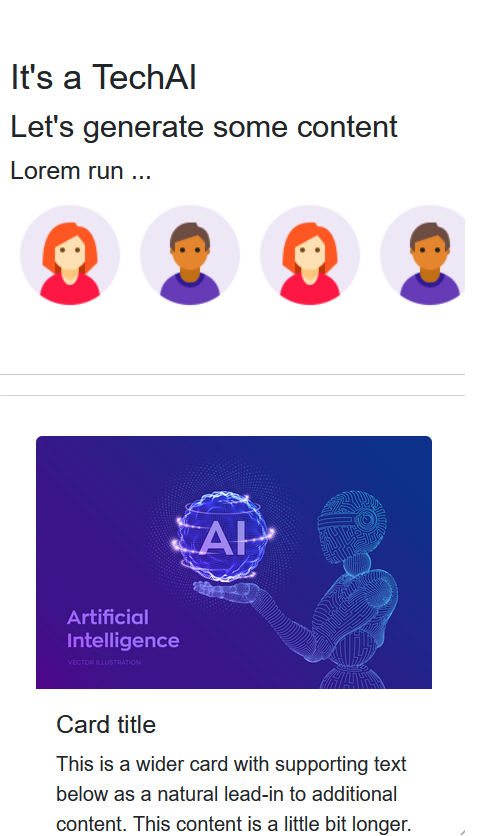 It's a TechAI
Let's generate some content
Lorem run ...
AI
Artificial
Intelligence
VECTOR ILLUSTRATION
Card title
This is a wider card with supporting text
below as a natural lead-in to additional
content. This content is a little bit longer.